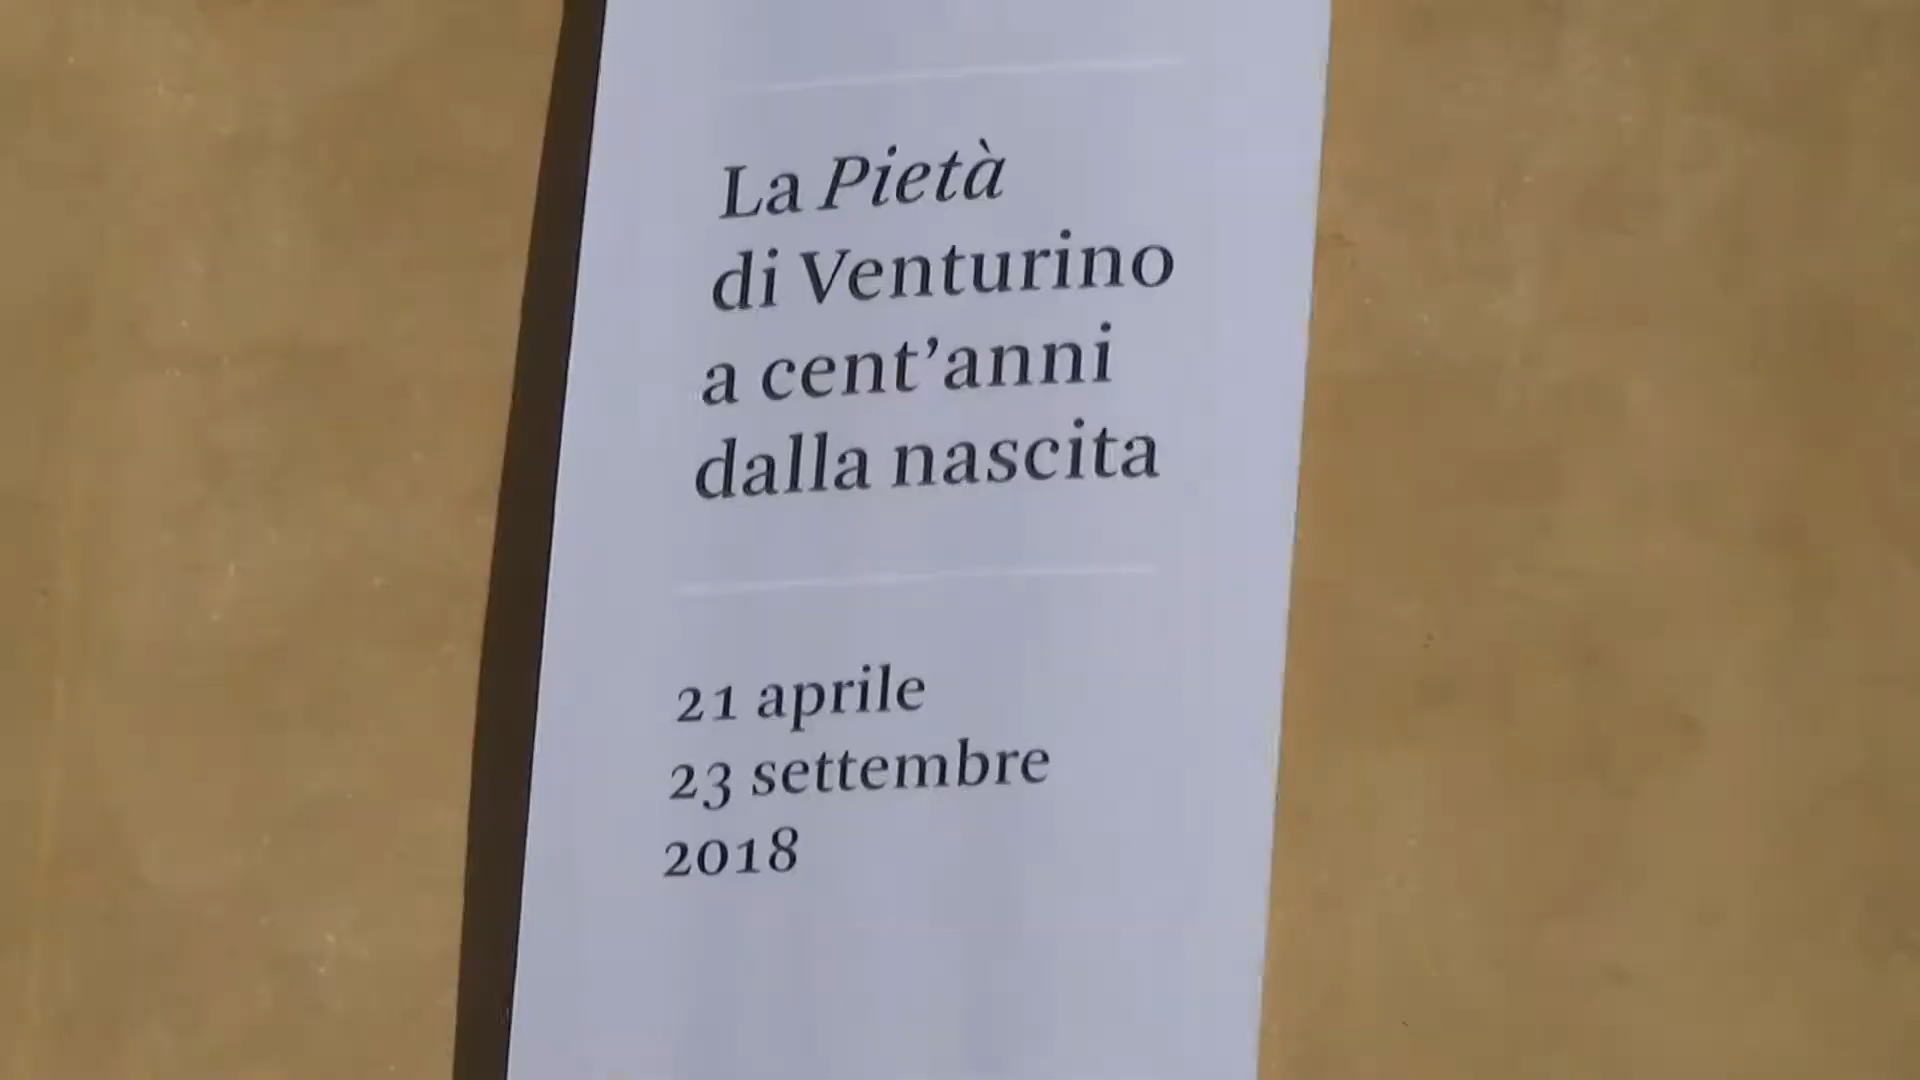 La Pietà
di Venturino
a cent’anni
dalla nascita
21 aprile
23 settembre
2018